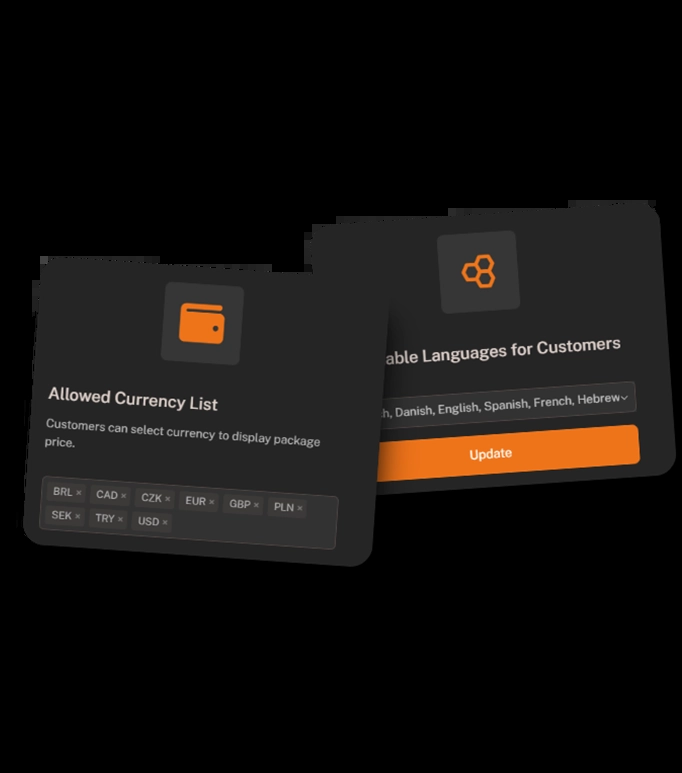 Allowed Currency List
Customers can select currency to display package
price.
BRL × CAD × CZK × EUR × GBP × PLN ×
SEK × TRY × USD ×
Languages for Customers
Danish, English, Spanish, French, Hebrew
Update